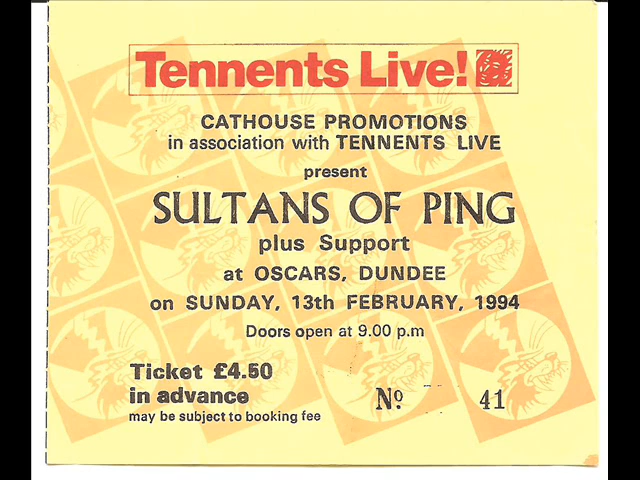 Tennents Live!
CATHOUSE PROMOTIONS
in association with TENNENTS LIVE
present
SULTANS OF PING
plus Support
at OSCARS, DUNDEE
on SUNDAY, 13th FEBRUARY, 1994
Doors open at 9.00 p.m
Ticket £4.50
in advance
may be subject to booking fee
Nº 41